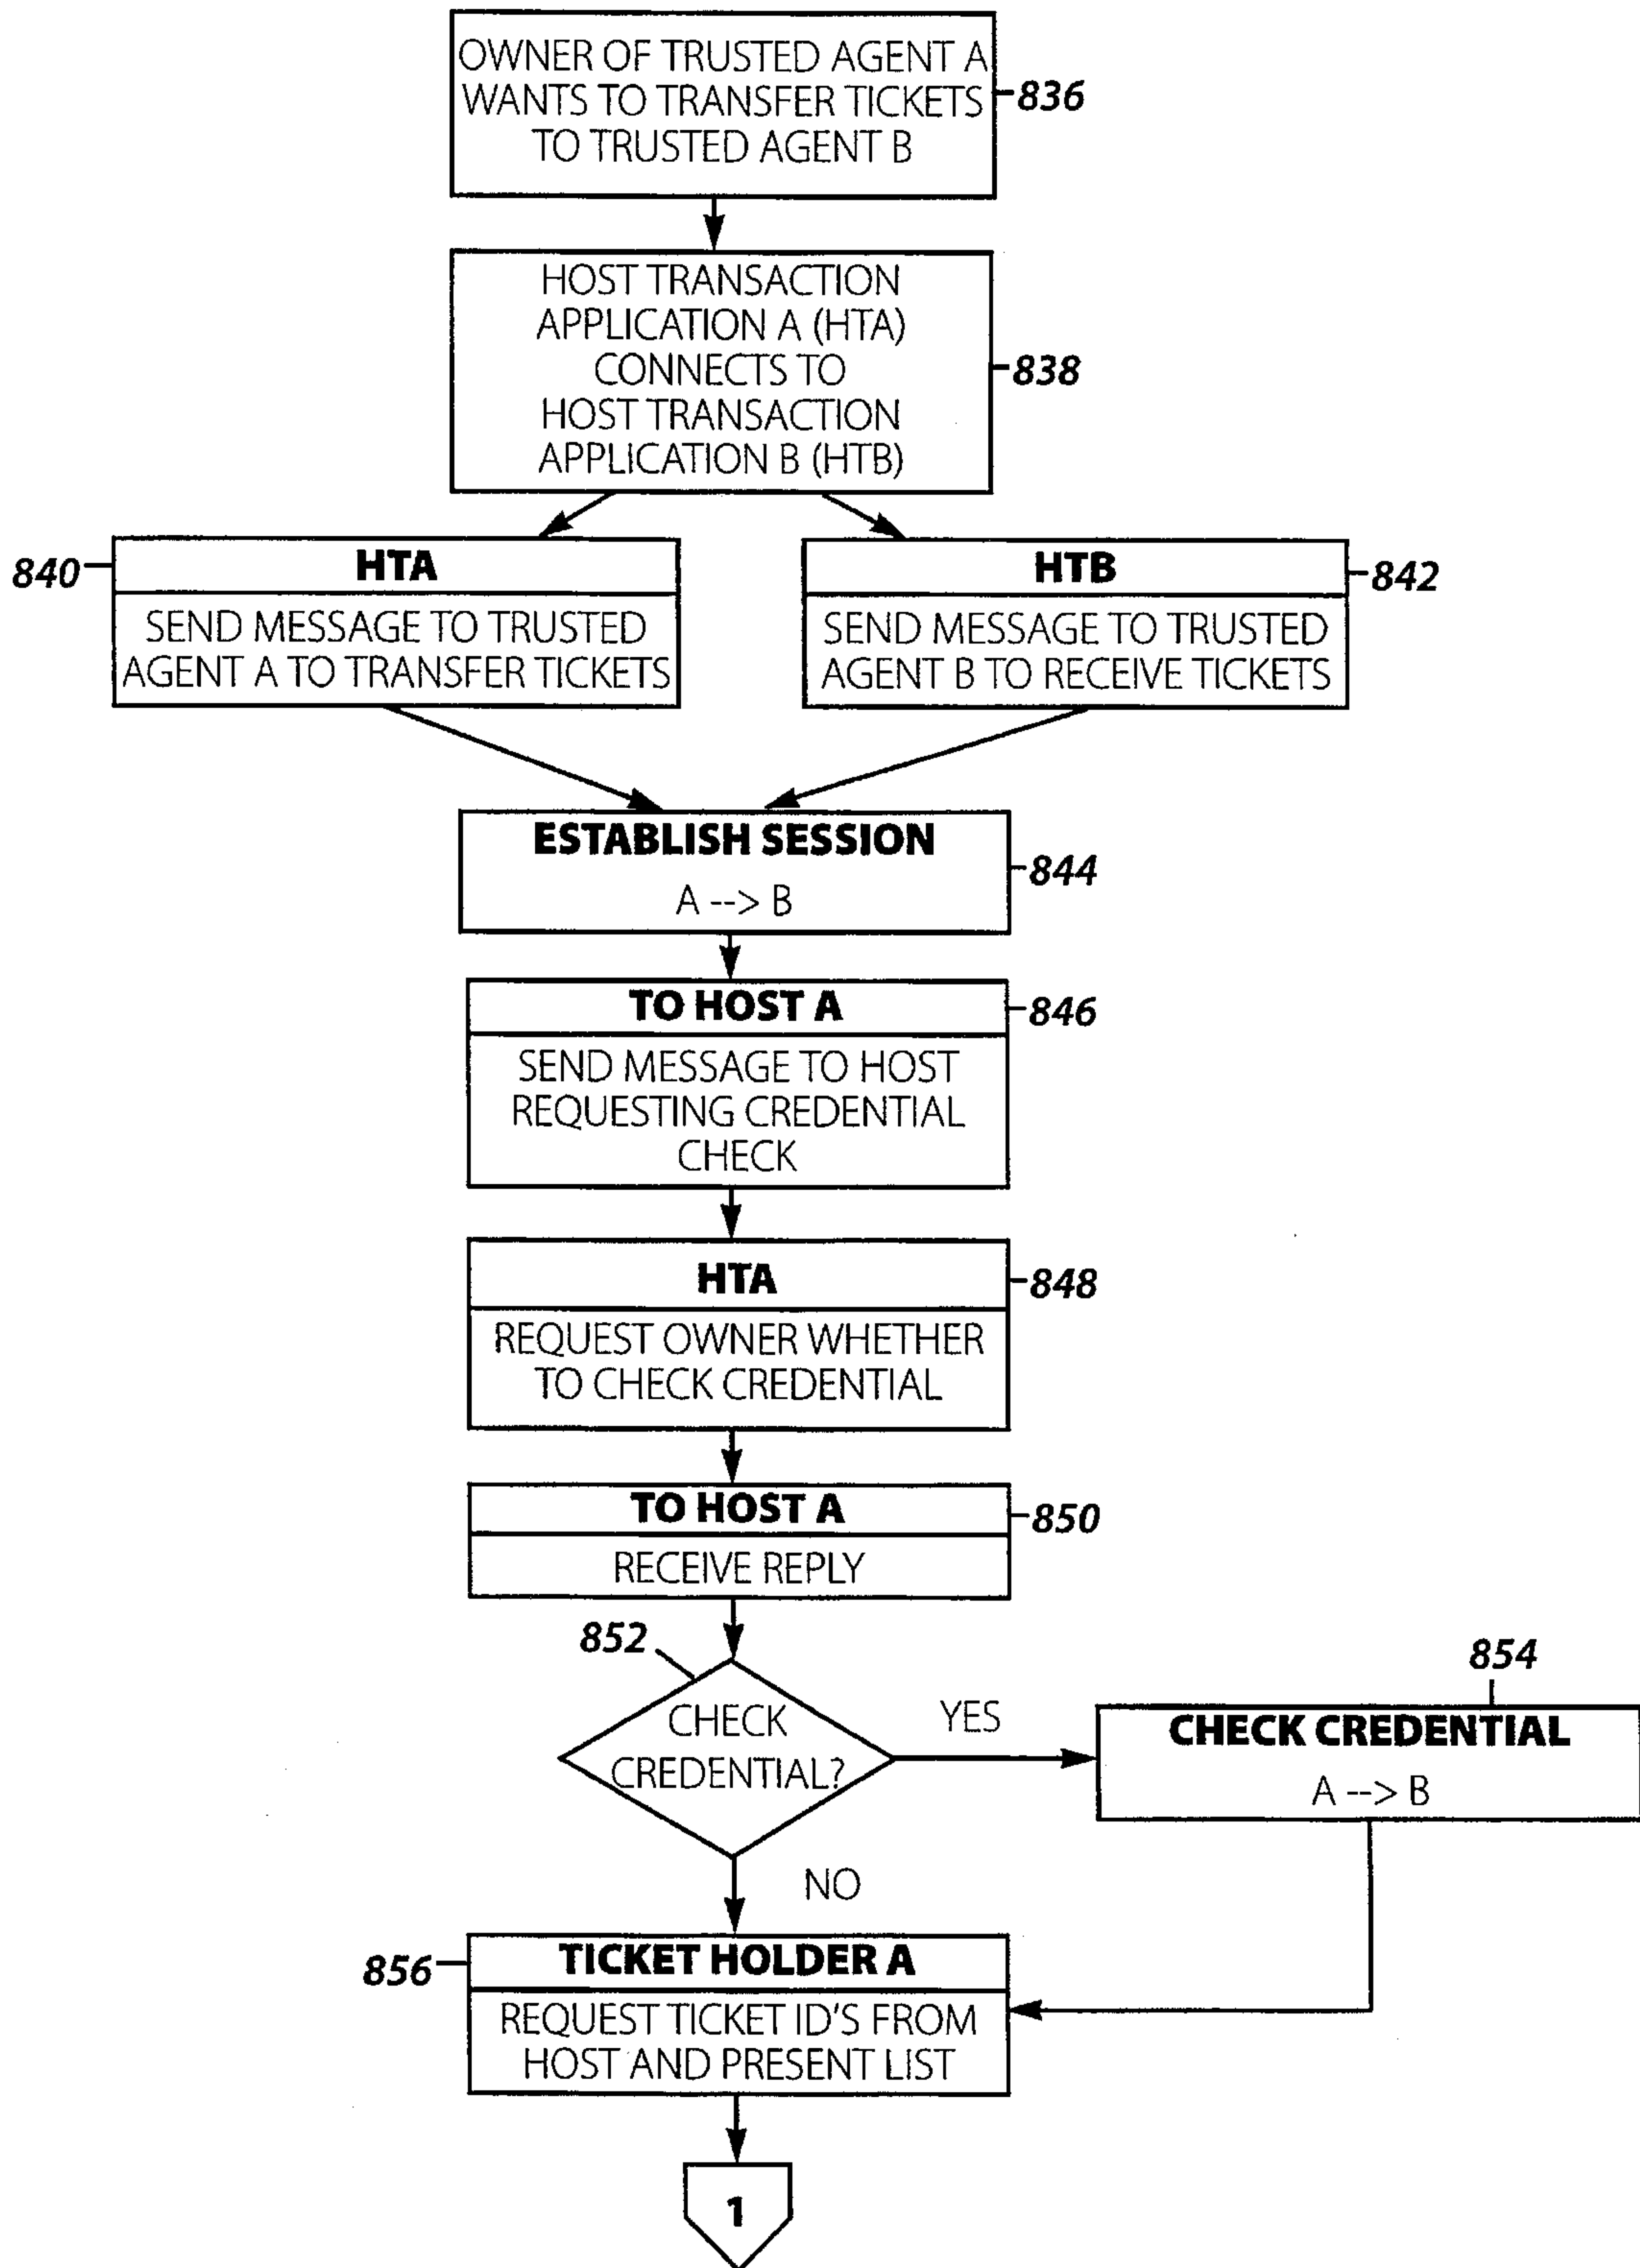 OWNER OF TRUSTED AGENT A
WANTS TO TRANSFER TICKETS
TO TRUSTED AGENT B
836
HOST TRANSACTION
APPLICATION A (HTA)
CONNECTS TO
HOST TRANSACTION
APPLICATION B (HTB)
838
840
HTA
SEND MESSAGE TO TRUSTED
AGENT A TO TRANSFER TICKETS
HTB
842
SEND MESSAGE TO TRUSTED
AGENT B TO RECEIVE TICKETS
ESTABLISH SESSION
844
A --> B
TO HOST A
846
SEND MESSAGE TO HOST
REQUESTING CREDENTIAL
CHECK
HTA
848
REQUEST OWNER WHETHER
TO CHECK CREDENTIAL
TO HOST A
850
RECEIVE REPLY
852
CHECK
CREDENTIAL?
YES
854
CHECK CREDENTIAL
A --> B
NO
856
TICKET HOLDER A
REQUEST TICKET ID'S FROM
HOST AND PRESENT LIST
1